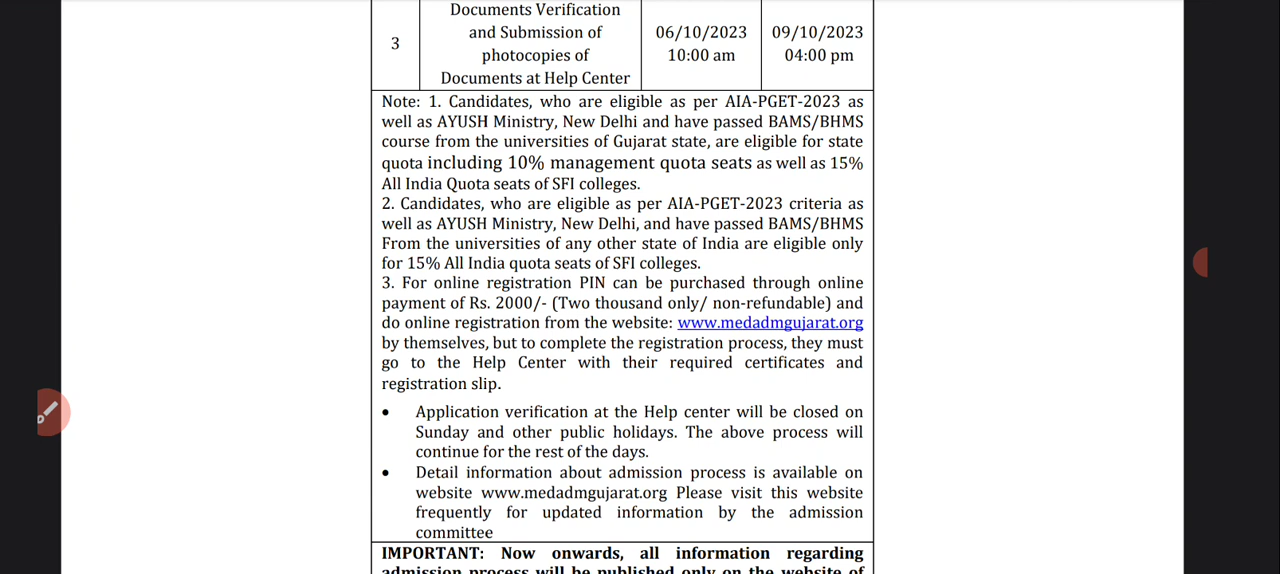 Documents Verification
and Submission of
photocopies of
Documents at Help Center
3
06/10/2023
10:00 am
09/10/2023
04:00 pm
Note: 1. Candidates, who are eligible as per AIA-PGET-2023 as
well as AYUSH Ministry, New Delhi and have passed BAMS/BHMS
course from the universities of Gujarat state, are eligible for state
quota including 10% management quota seats as well as 15%
All India Quota seats of SFI colleges.
2. Candidates, who are eligible as per AIA-PGET-2023 criteria as
well as AYUSH Ministry, New Delhi, and have passed BAMS/BHMS
From the universities of any other state of India are eligible only
for 15% All India quota seats of SFI colleges.
3. For online registration PIN can be purchased through online
payment of Rs. 2000/- (Two thousand only/ non-refundable) and
do online registration from the website: www.medadmgujarat.org
by themselves, but to complete the registration process, they must
go to the Help Center with their required certificates and
registration slip.
• Application verification at the Help center will be closed on
Sunday and other public holidays. The above process will
continue for the rest of the days.
• Detail information about admission process is available on
website www.medadmgujarat.org Please visit this website
frequently for updated information by the admission
committee
IMPORTANT: Now onwards, all information regarding
admission process will be published only on the website of